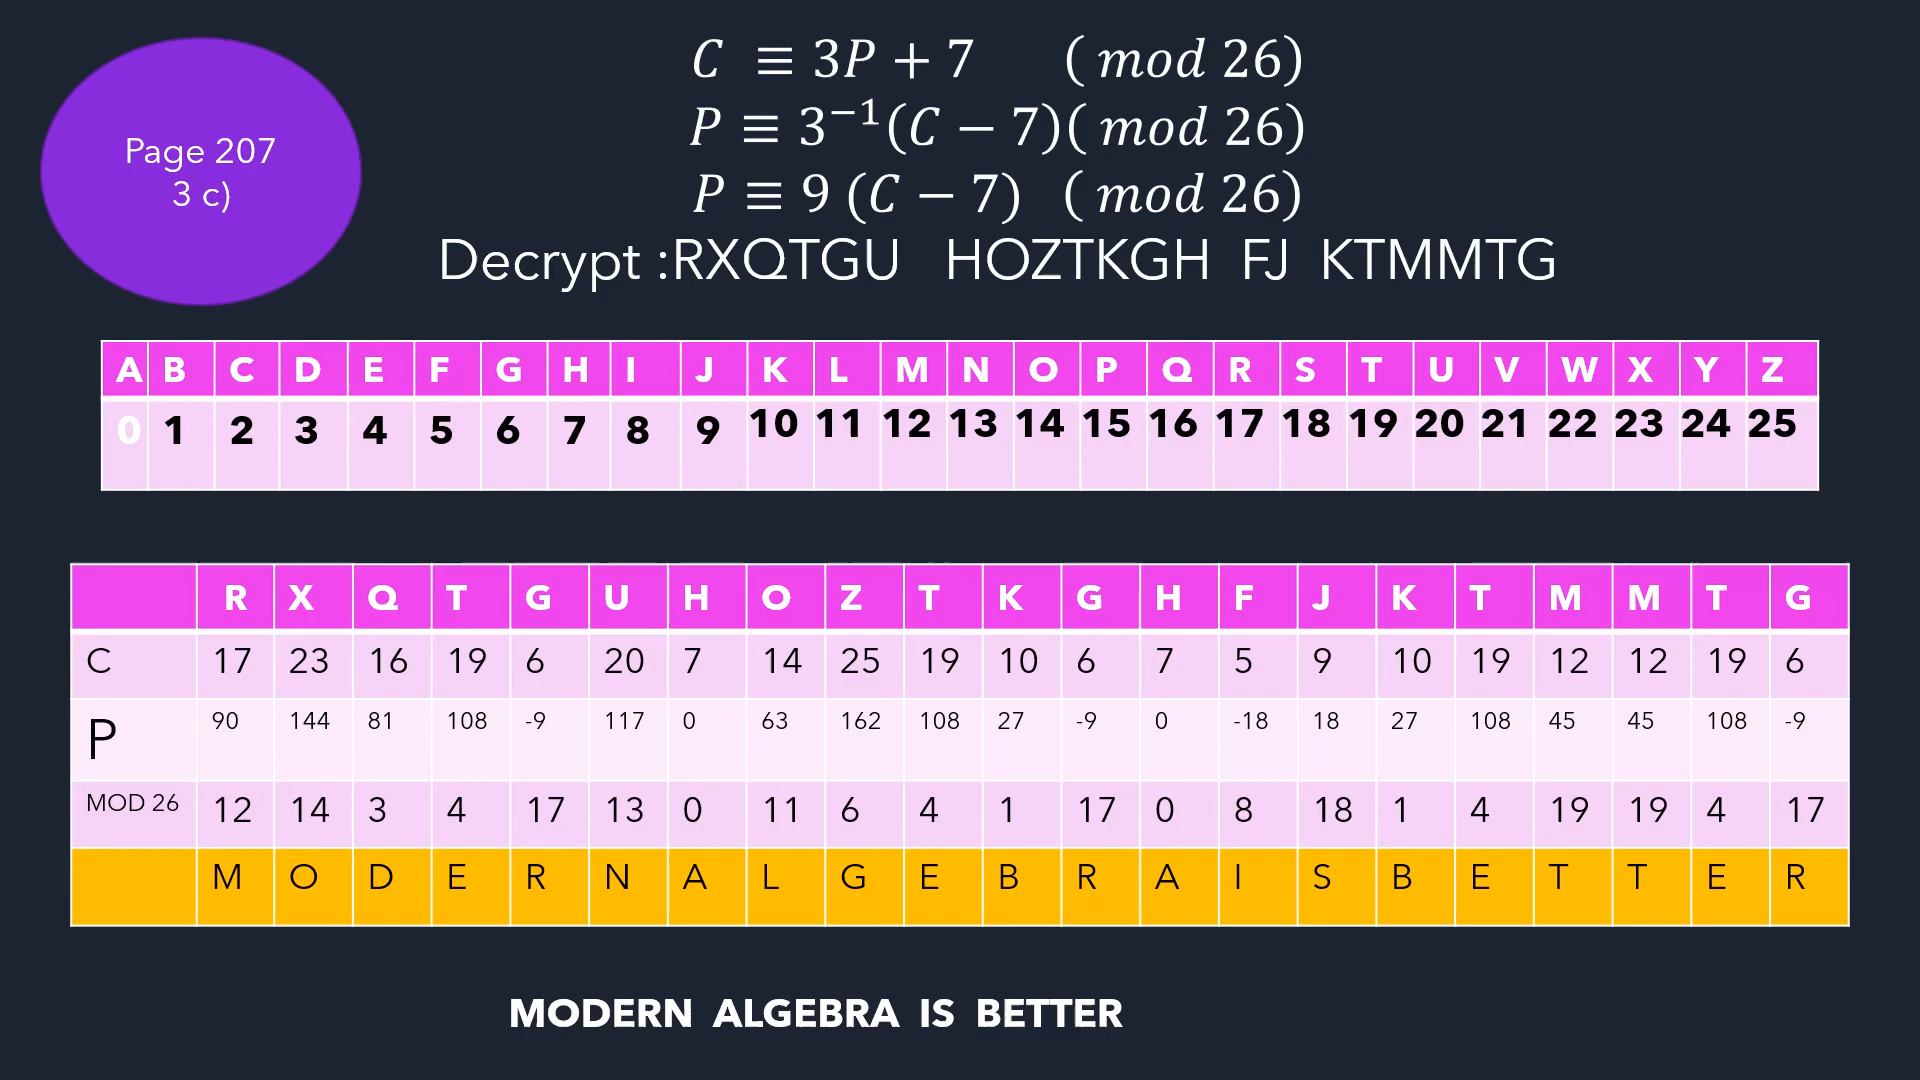 Page 207
3 c)
C ≡ 3P + 7 ( mod 26)
P ≡ 3⁻¹(C − 7)( mod 26)
P ≡ 9 (C − 7) ( mod 26)
Decrypt :RXQTGU HOZTKGH FJ KTMMTG
A B C D E F G H I J K L M N O P Q R S T U V W X Y Z
0 1 2 3 4 5 6 7 8 9 10 11 12 13 14 15 16 17 18 19 20 21 22 23 24 25
R X Q T G U H O Z T K G H F J K T M M T G
C 17 23 16 19 6 20 7 14 25 19 10 6 7 5 9 10 19 12 12 19 6
P 90 144 81 108 -9 117 0 63 162 108 27 -9 0 -18 18 27 108 45 45 108 -9
MOD 26 12 14 3 4 17 13 0 11 6 4 1 17 0 8 18 1 4 19 19 4 17
M O D E R N A L G E B R A I S B E T T E R
MODERN ALGEBRA IS BETTER